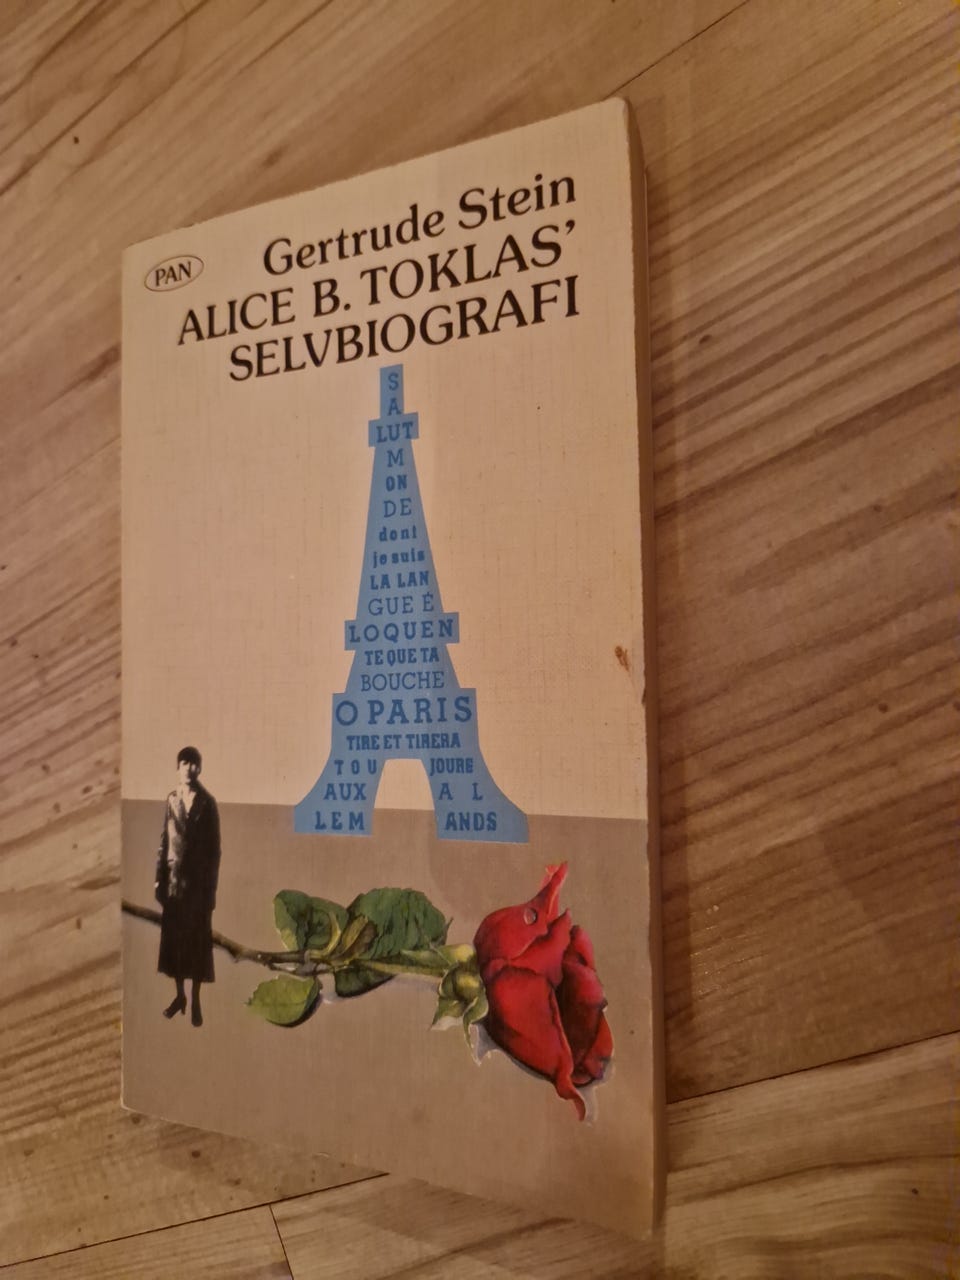 PAN
Gertrude Stein
ALICE B. TOKLAS'
SELVBIOGRAFI
S
A
LUT
M
ON
DE
dont
je suis
LA LAN
GUE É
LOQUEN
TE QUE TA
BOUCHE
O PARIS
TIRE ET TIRERA
TOU JOURE
AUX A L
LEM ANDS